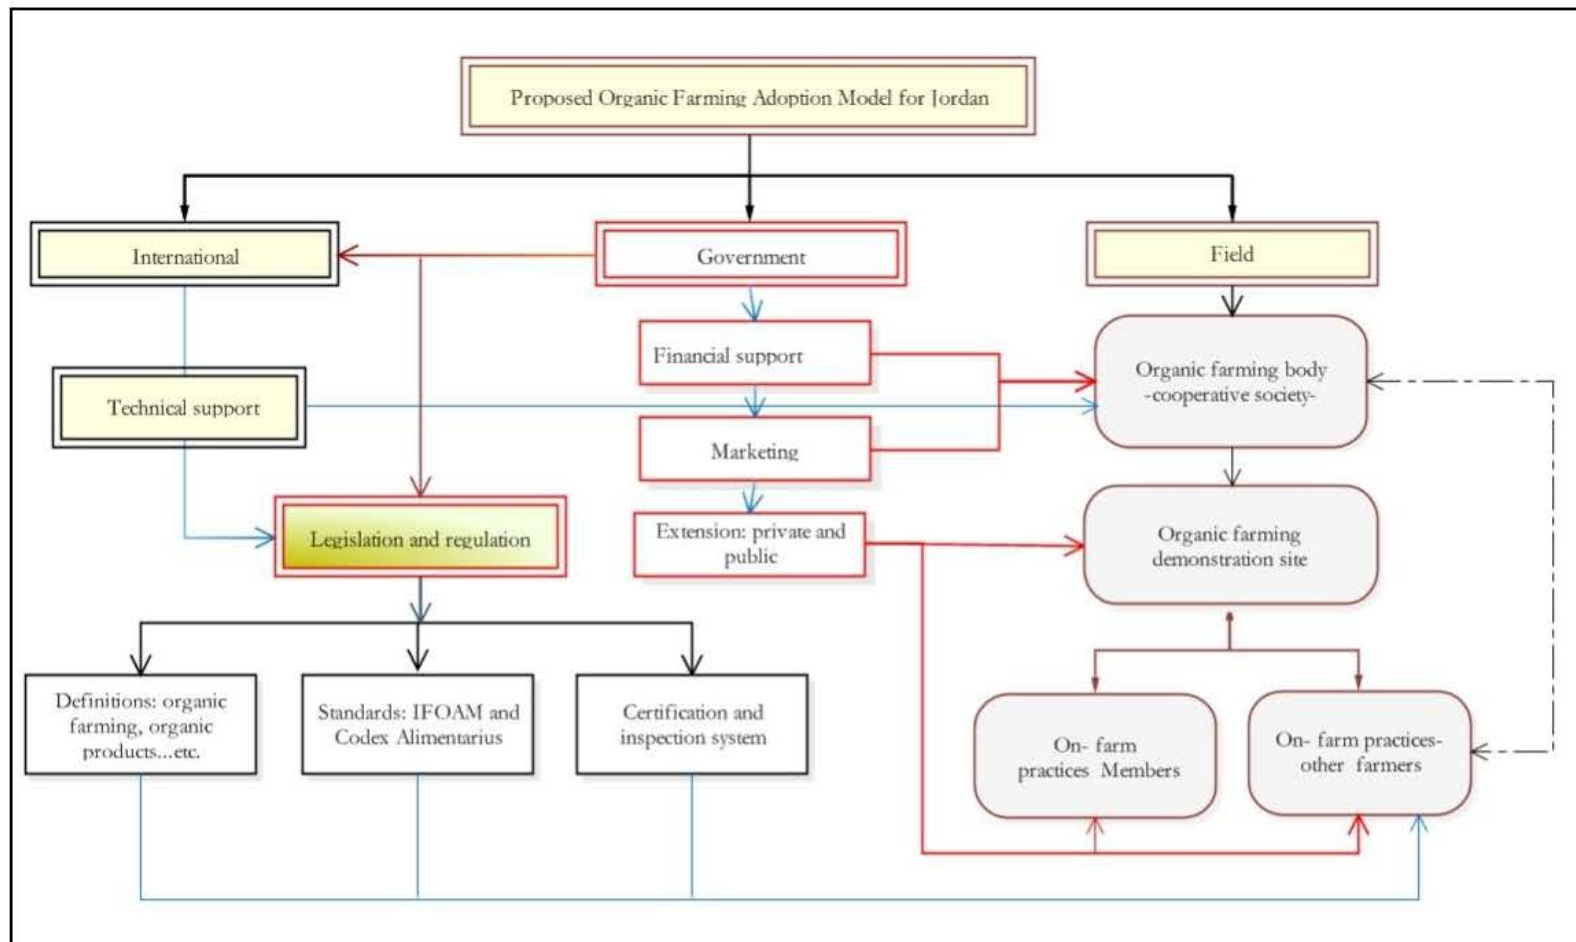 Proposed Organic Farming Adoption Model for Jordan
International
Government
Field
Financial support
Organic farming body
-cooperative society-
Technical support
Marketing
Legislation and regulation
Extension: private and
public
Organic farming
demonstration site
Definitions: organic
farming, organic
products...etc.
Standards: IFOAM and
Codex Alimentarius
Certification and
inspection system
On- farm
practices Members
On- farm practices-
other farmers